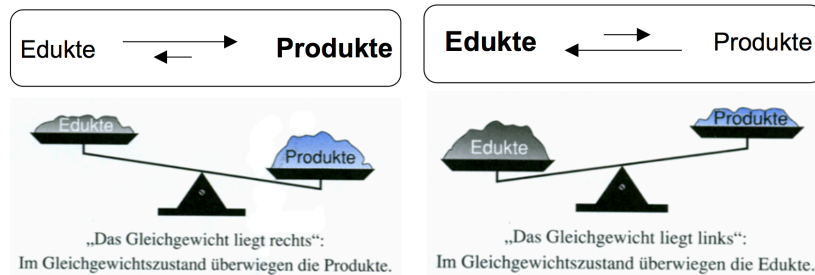 Edukte Produkte
Edukte
Produkte
„Das Gleichgewicht liegt rechts“:
Im Gleichgewichtszustand überwiegen die Produkte.
Edukte Produkte
Edukte
Produkte
„Das Gleichgewicht liegt links“:
Im Gleichgewichtszustand überwiegen die Edukte.